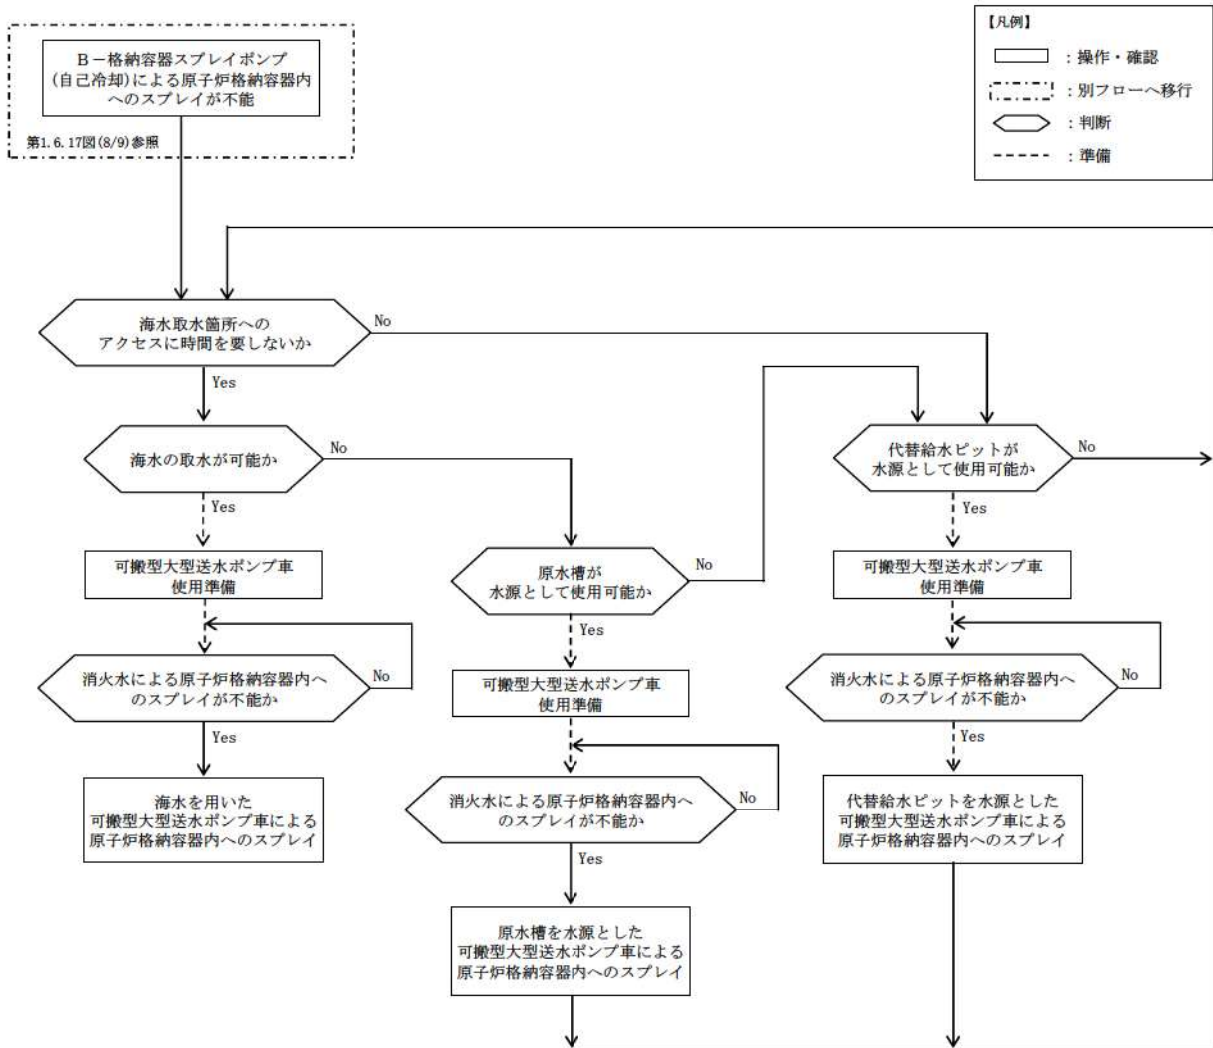 B－格納容器スプレイポンプ
(自己冷却)による原子炉格納容器内
へのスプレイが不能
第1.6.17図(8/9)参照
【凡例】
：操作・確認
：別フローへ移行
：判断
：準備
海水取水箇所への
アクセスに時間を要しないか
No
Yes
海水の取水が可能か
No
Yes
代替給水ピットが
水源として使用可能か
No
Yes
可搬型大型送水ポンプ車
使用準備
原水槽が
水源として使用可能か
No
Yes
可搬型大型送水ポンプ車
使用準備
消火水による原子炉格納容器内へ
のスプレイが不能か
No
Yes
可搬型大型送水ポンプ車
使用準備
消火水による原子炉格納容器内へ
のスプレイが不能か
No
Yes
海水を用いた
可搬型大型送水ポンプ車による
原子炉格納容器内へのスプレイ
消火水による原子炉格納容器内へ
のスプレイが不能か
No
Yes
代替給水ピットを水源とした
可搬型大型送水ポンプ車による
原子炉格納容器内へのスプレイ
原水槽を水源とした
可搬型大型送水ポンプ車による
原子炉格納容器内へのスプレイ